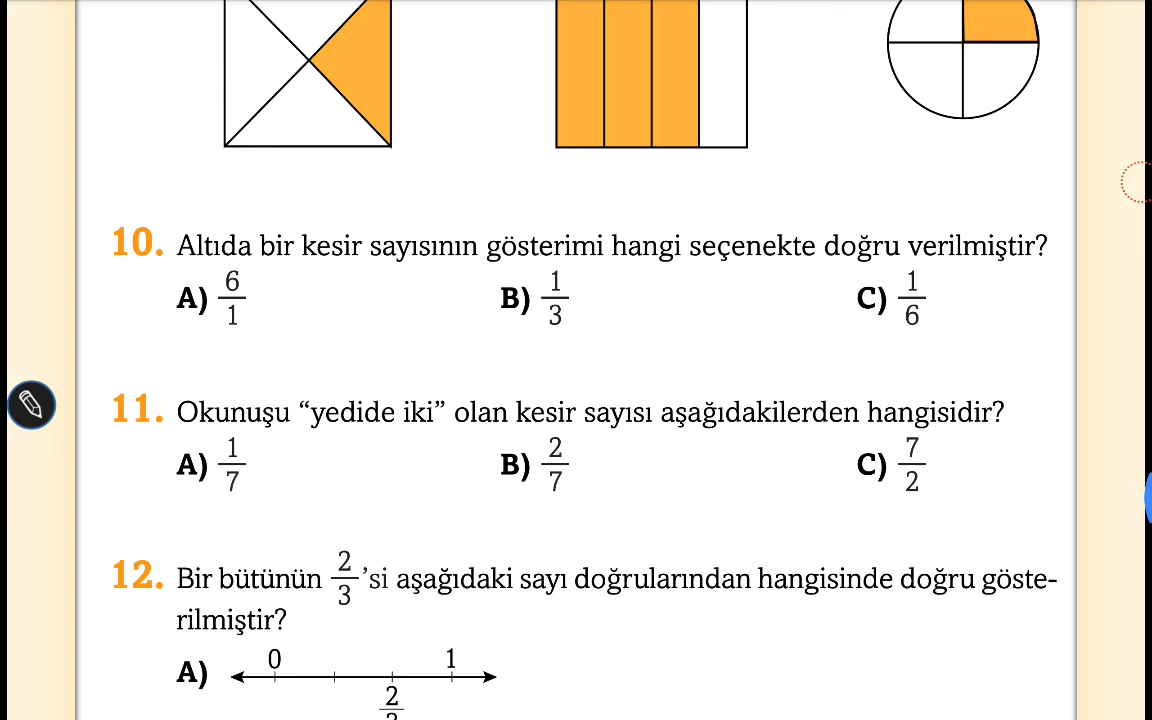 10. Altıda bir kesir sayısının gösterimi hangi seçenekte doğru verilmiştir?
A) 6/1 B) 1/3 C) 1/6
11. Okunuşu “yedide iki” olan kesir sayısı aşağıdakilerden hangisidir?
A) 1/7 B) 2/7 C) 7/2
12. Bir bütünün 2/3 ’si aşağıdaki sayı doğrularından hangisinde doğru göste-
rilmiştir?
A) 0 1
2